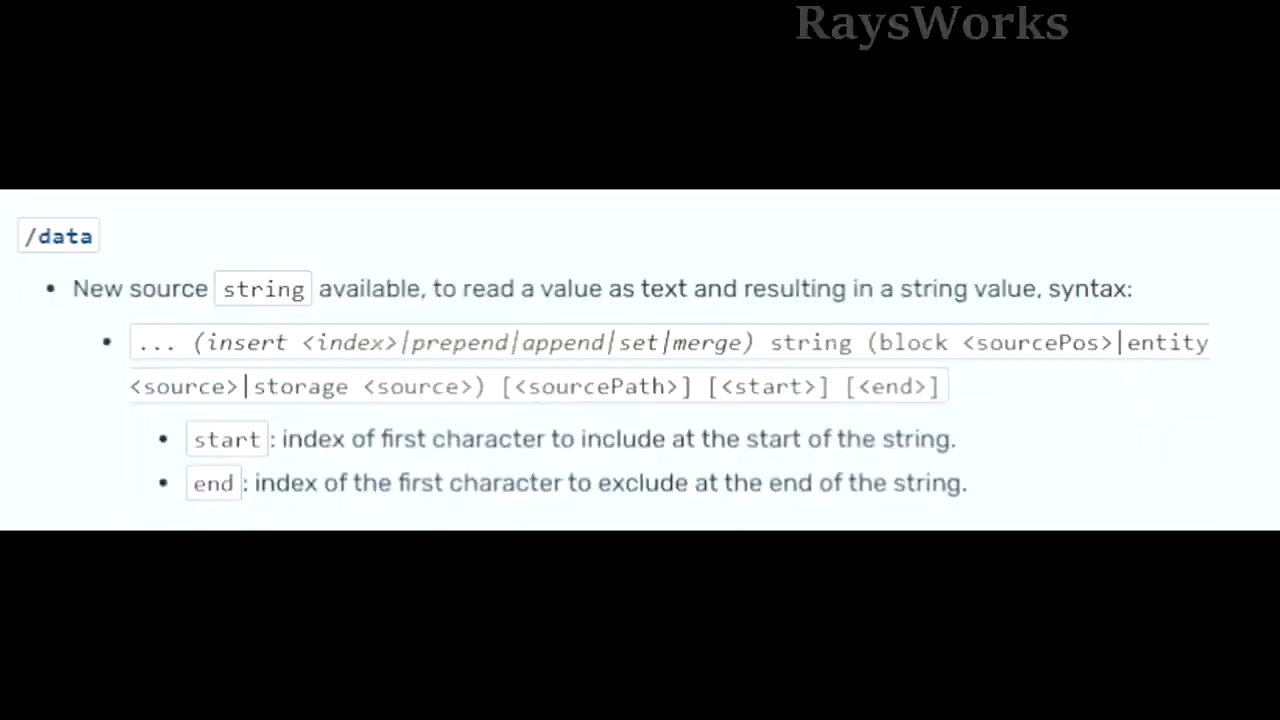 RaysWorks
/data
New source string available, to read a value as text and resulting in a string value, syntax:
... (insert <index>|prepend|append|set|merge) string (block <sourcePos>|entity
<source>|storage <source>) [<sourcePath>] [<start>] [<end>]
start: index of first character to include at the start of the string.
end: index of the first character to exclude at the end of the string.